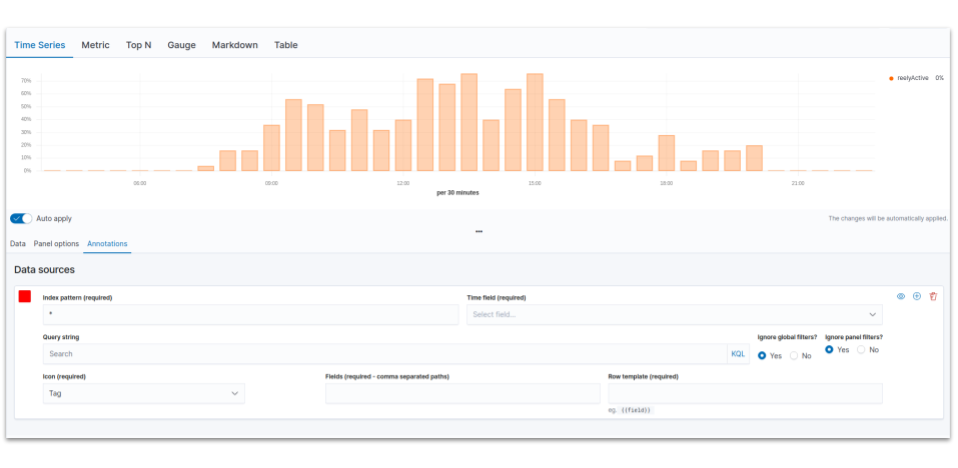 Time Series Metric Top N Gauge Markdown Table
70%
60%
50%
40%
30%
20%
10%
0%
reelyActive 0%
06:00 09:00 12:00 15:00 18:00 21:00
per 30 minutes
Auto apply
The changes will be automatically applied.
Data Panel options Annotations
Data sources
Index pattern (required) Time field (required)
* Select field...
Query string Ignore global filters? Ignore panel filters?
Search KQL Yes No Yes No
Icon (required) Fields (required - comma separated paths) Row template (required)
Tag
eg. {{field}}